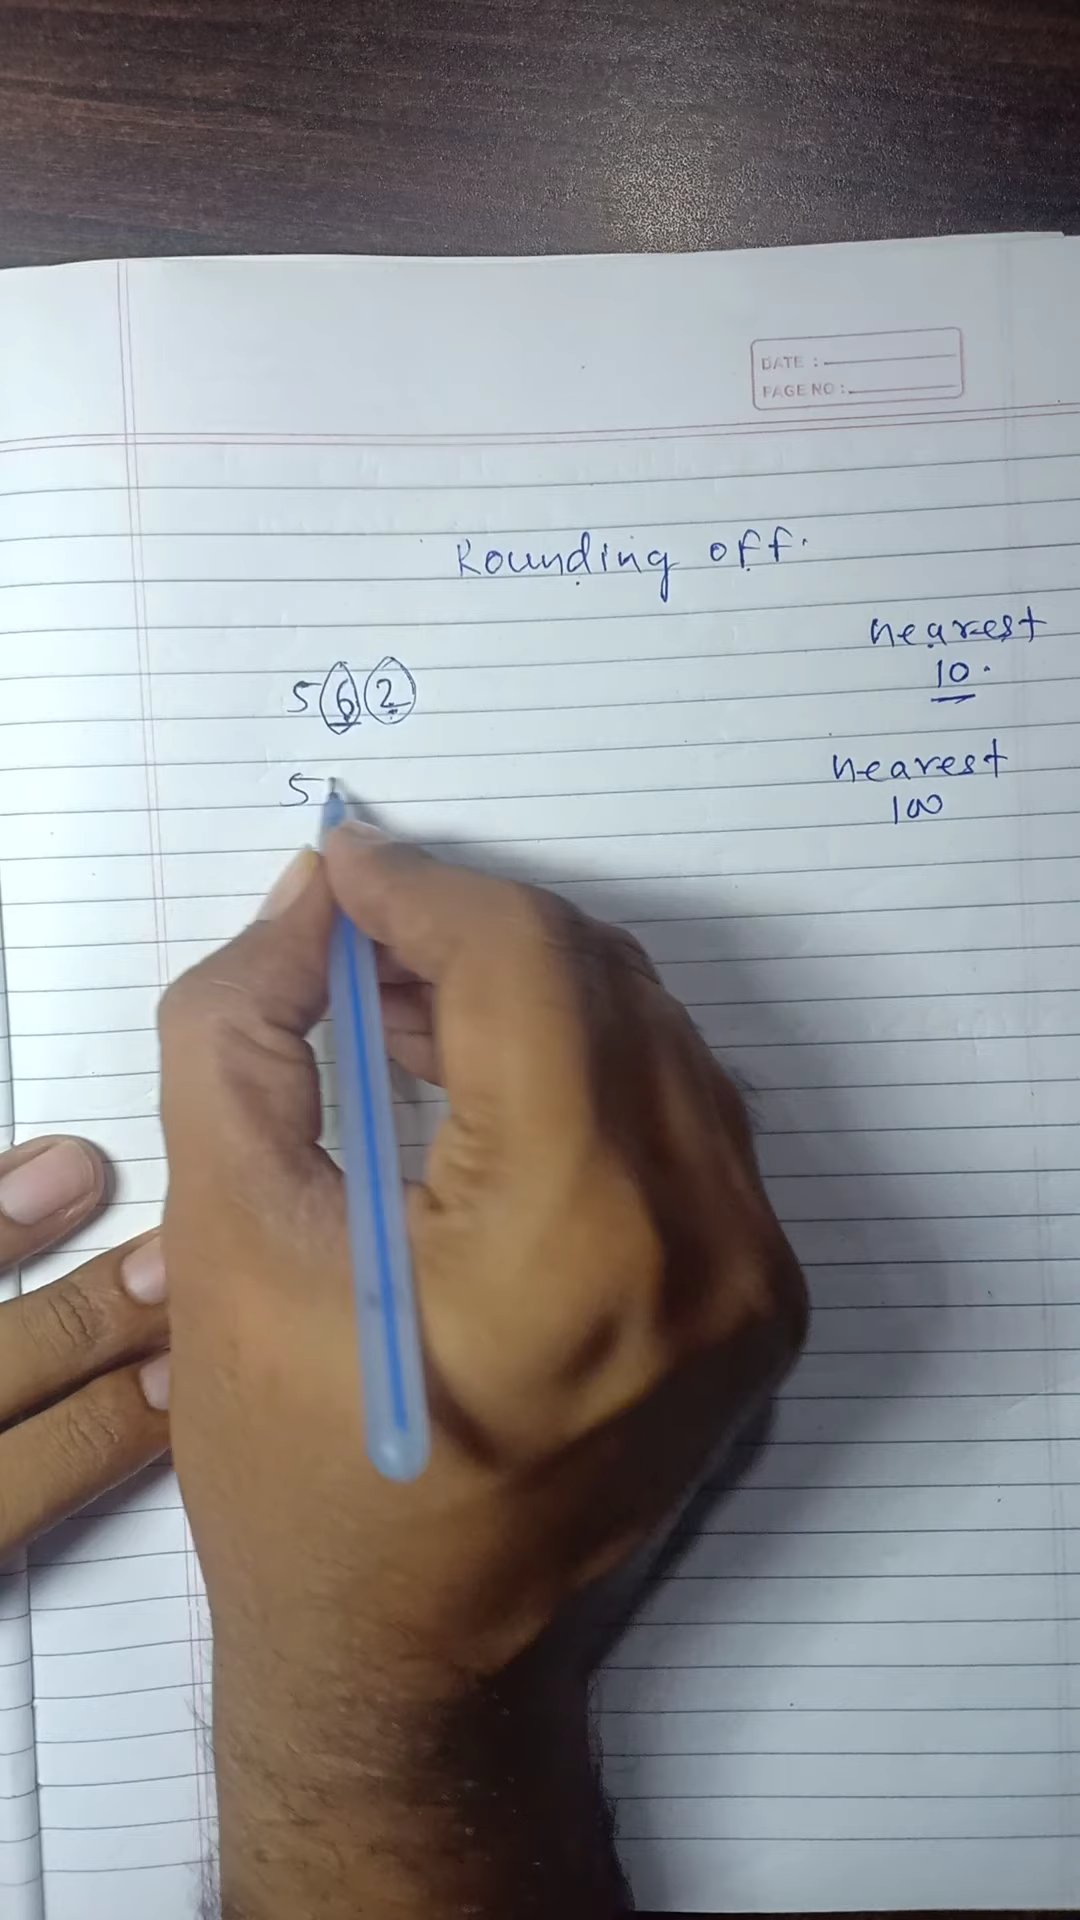 DATE :
PAGE NO :
Rounding off.
nearest
10.
562
nearest
100
5